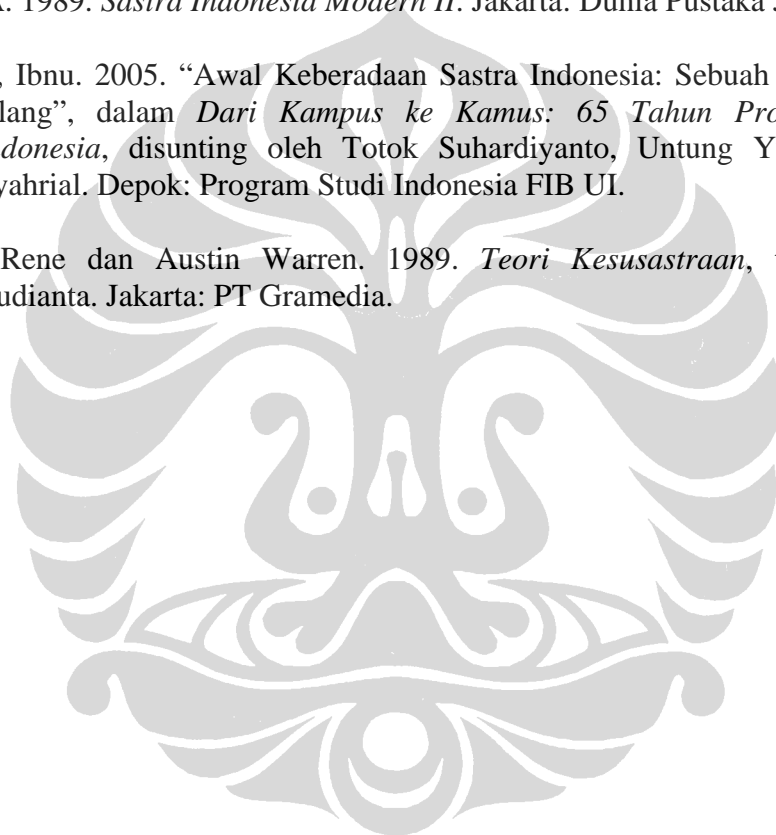 1989. Sastra Indonesia Modern II. Jakarta: Dunia Pustaka
, Ibnu. 2005. “Awal Keberadaan Sastra Indonesia: Sebuah
lang”, dalam Dari Kampus ke Kamus: 65 Tahun Pro
ndonesia, disunting oleh Totok Suhardiyanto, Untung Y
yahrial. Depok: Program Studi Indonesia FIB UI.
Rene dan Austin Warren. 1989. Teori Kesusastraan,
udianta. Jakarta: PT Gramedia.